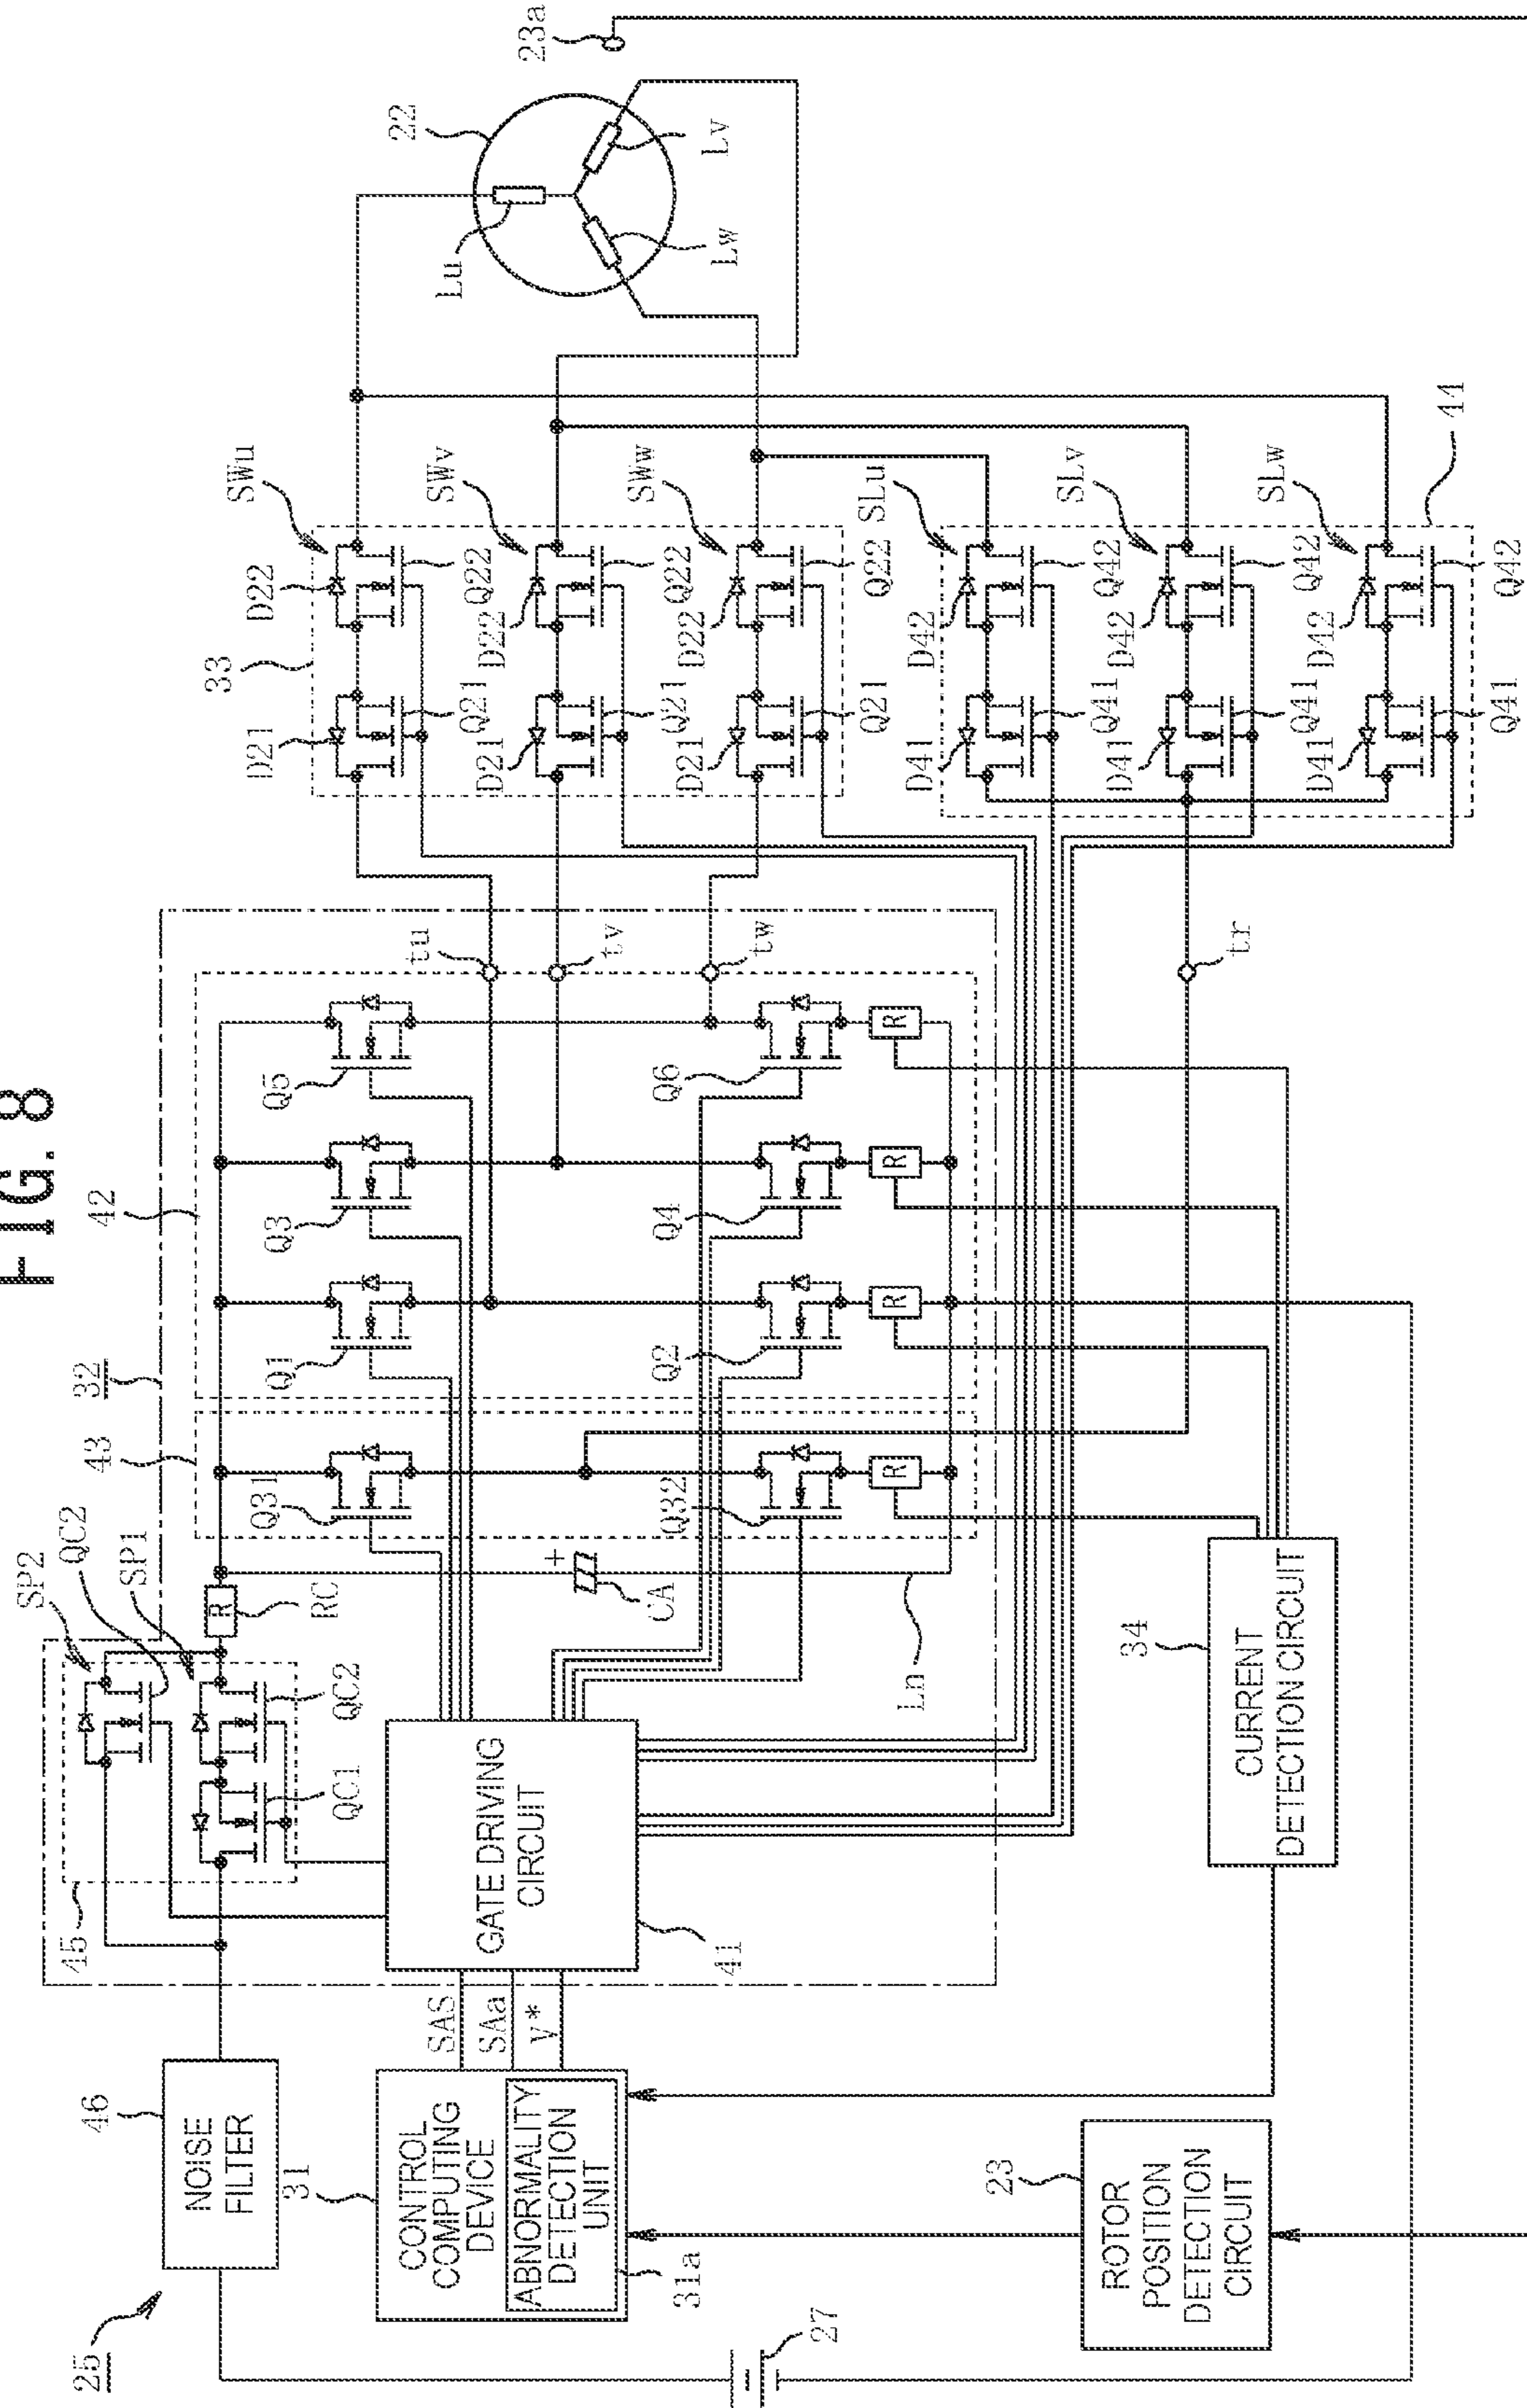 FIG. 8
25
46
NOISE
FILTER
45
SP2
QC2
SP1
QC1
QC2
RC
R
32
43
42
31
CONTROL
COMPUTING
DEVICE
ABNORMALITY
DETECTION
UNIT
31a
SAS
SAa
V*
GATE DRIVING
CIRCUIT
41
Q31
Q1
Q3
Q5
+
CA
Ln
Q32
Q2
Q4
Q6
R
R
R
R
tu
tv
tw
tr
33
D21
D22
SWu
Q21
Q22
D21
D22
SWv
Q21
Q22
D21
D22
SWw
Q21
Q22
D41
D42
SLu
Q41
Q42
D41
D42
SLv
Q41
Q42
D41
D42
SLw
Q41
Q42
44
22
Lu
Lv
Lw
23a
27
23
ROTOR
POSITION
DETECTION
CIRCUIT
34
CURRENT
DETECTION CIRCUIT